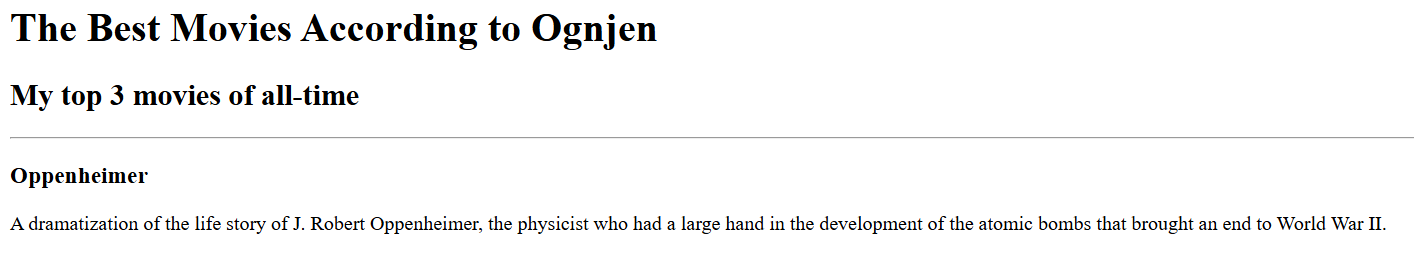 The Best Movies According to Ognjen
My top 3 movies of all-time
Oppenheimer
A dramatization of the life story of J. Robert Oppenheimer, the physicist who had a large hand in the development of the atomic bombs that brought an end to World War II.